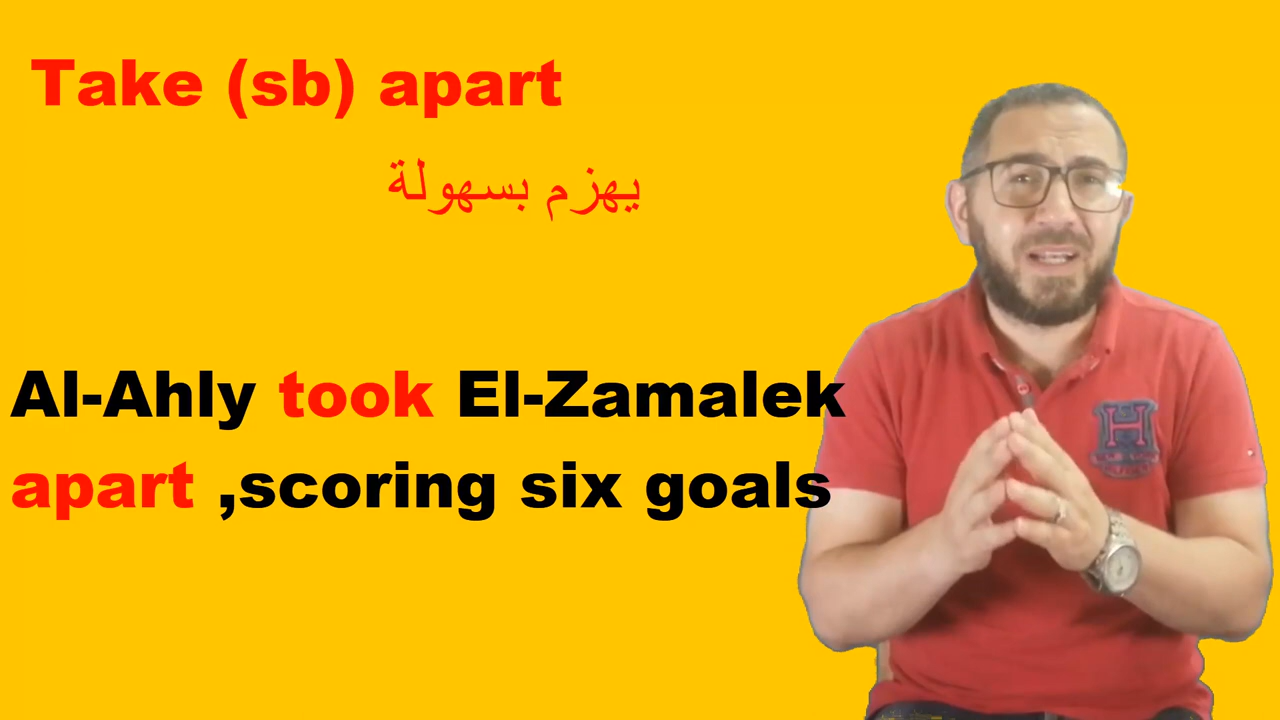 Take (sb) apart
يهزم بسهولة
Al-Ahly took El-Zamalek
apart ,scoring six goals
H